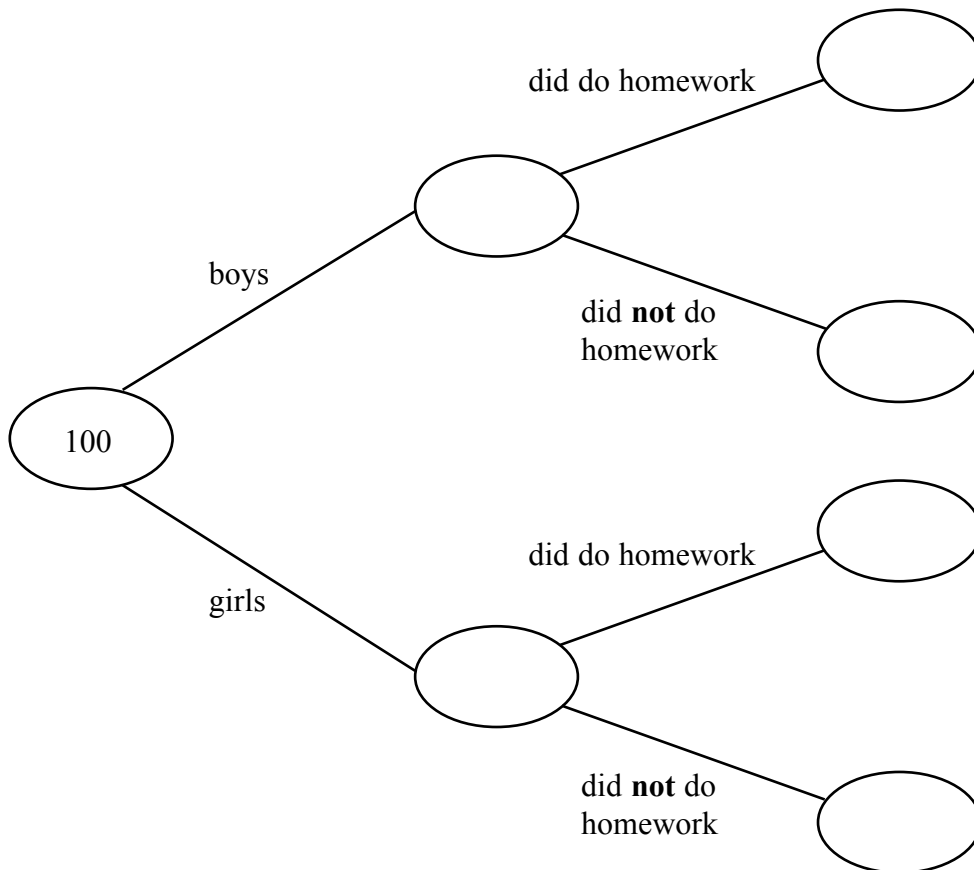 did do homework
boys
did not do
homework
100
did do homework
girls
did not do
homework